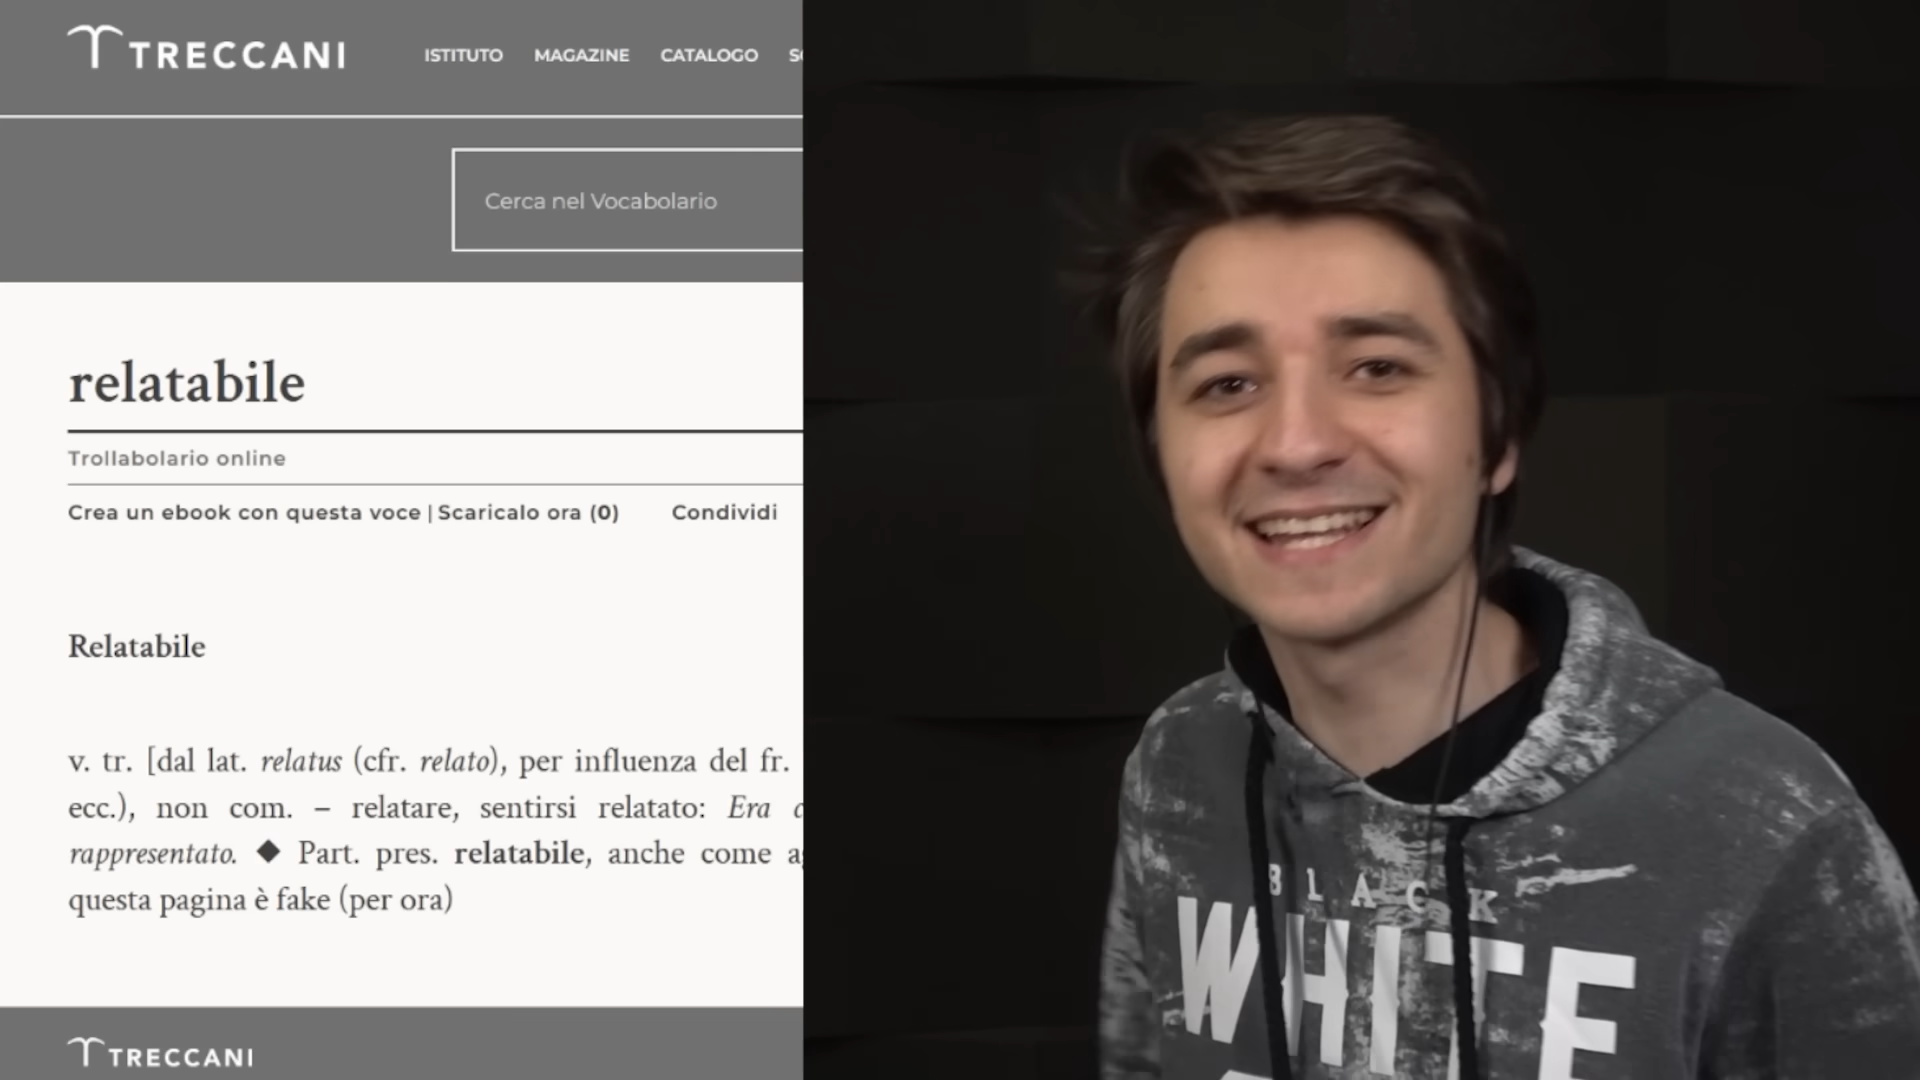 TRECCANI
ISTITUTO MAGAZINE CATALOGO
Cerca nel Vocabolario
relatabile
Trollabolario online
Crea un ebook con questa voce | Scaricalo ora (0) Condividi
Relatabile
v. tr. [dal lat. relatus (cfr. relato), per influenza del fr.
ecc.), non com. – relatare, sentirsi relatato: Era
rappresentato. ◆ Part. pres. relatabile, anche come
questa pagina è fake (per ora)
TRECCANI
BLACK
WHITE